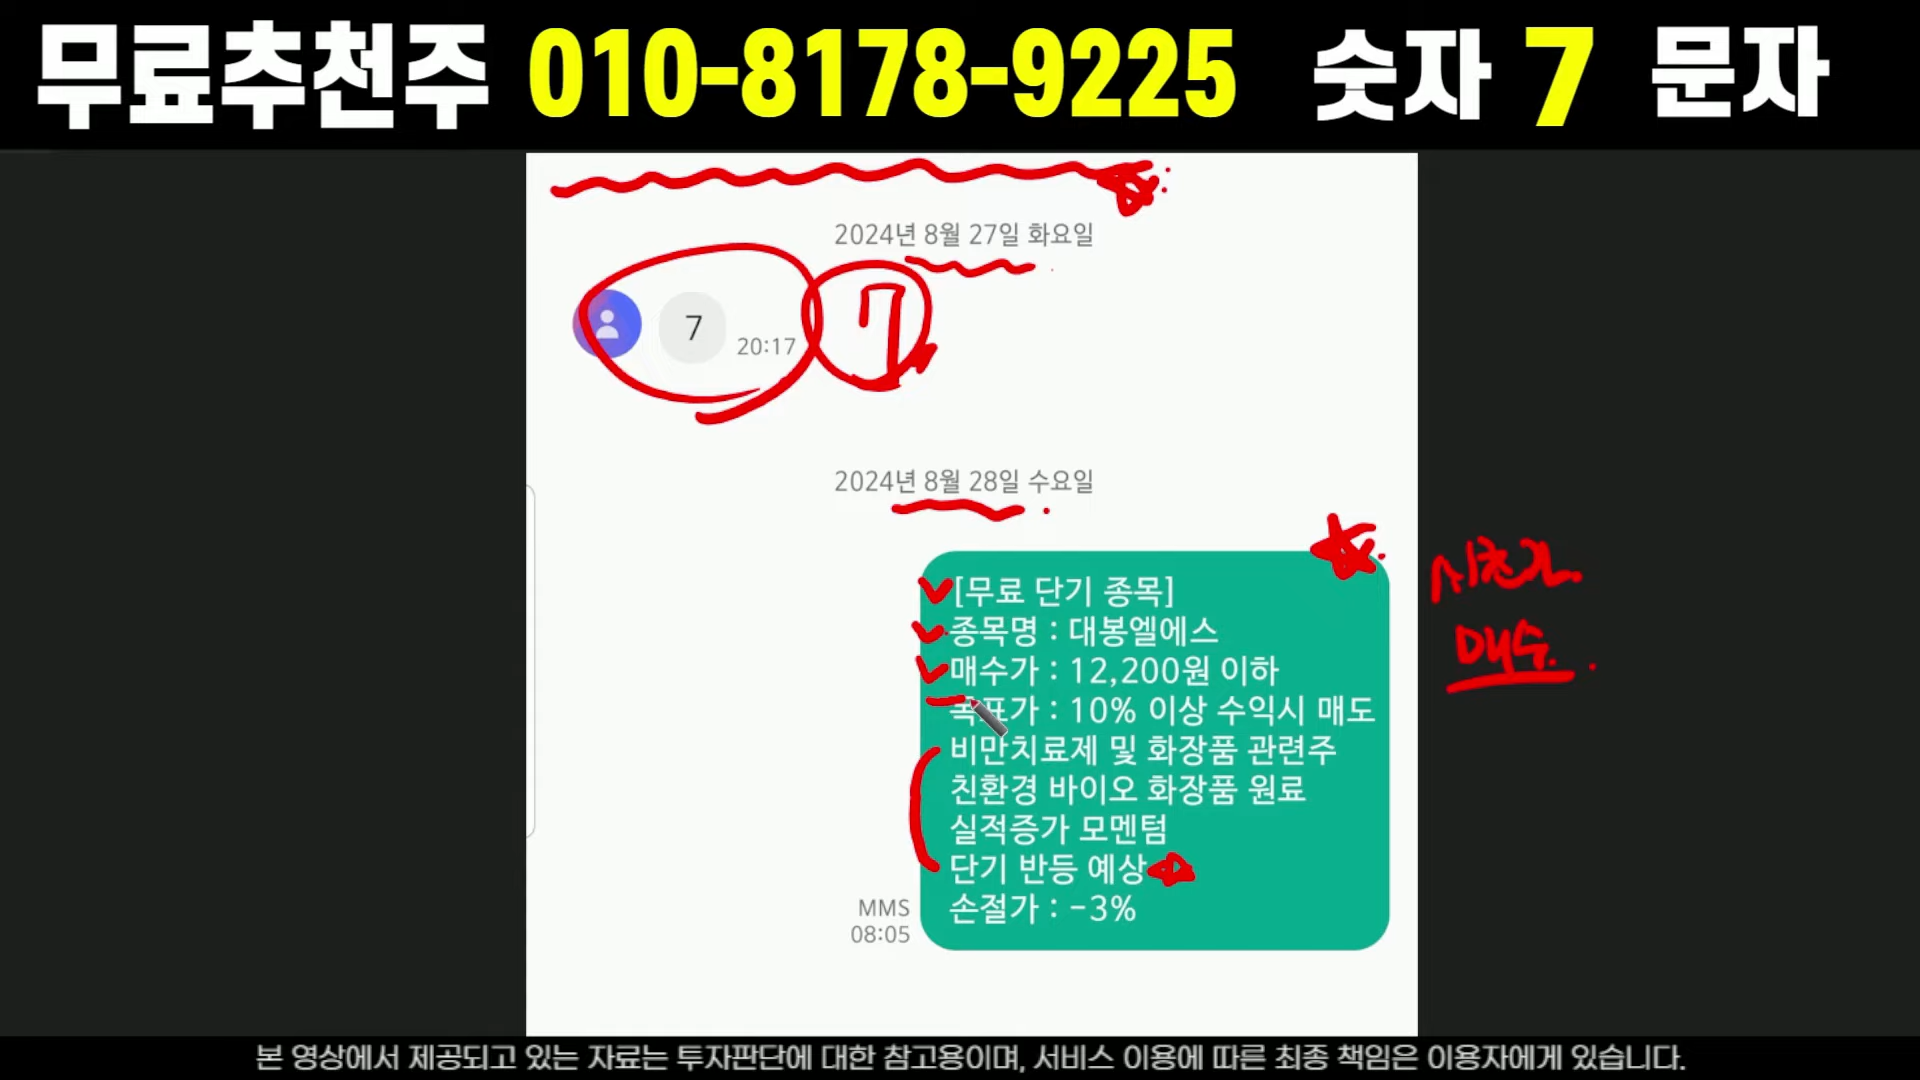 무료추천주 010-8178-9225 숫자 7 문자
2024년 8월 27일 화요일
7
20:17
7
2024년 8월 28일 수요일
[무료 단기 종목]
종목명 : 대봉엘에스
매수가 : 12,200원 이하
목표가 : 10% 이상 수익시 매도
비만치료제 및 화장품 관련주
친환경 바이오 화장품 원료
실적증가 모멘텀
단기 반등 예상
손절가 : -3%
MMS
08:05
시초가
매수
본 영상에서 제공되고 있는 자료는 투자판단에 대한 참고용이며, 서비스 이용에 따른 최종 책임은 이용자에게 있습니다.